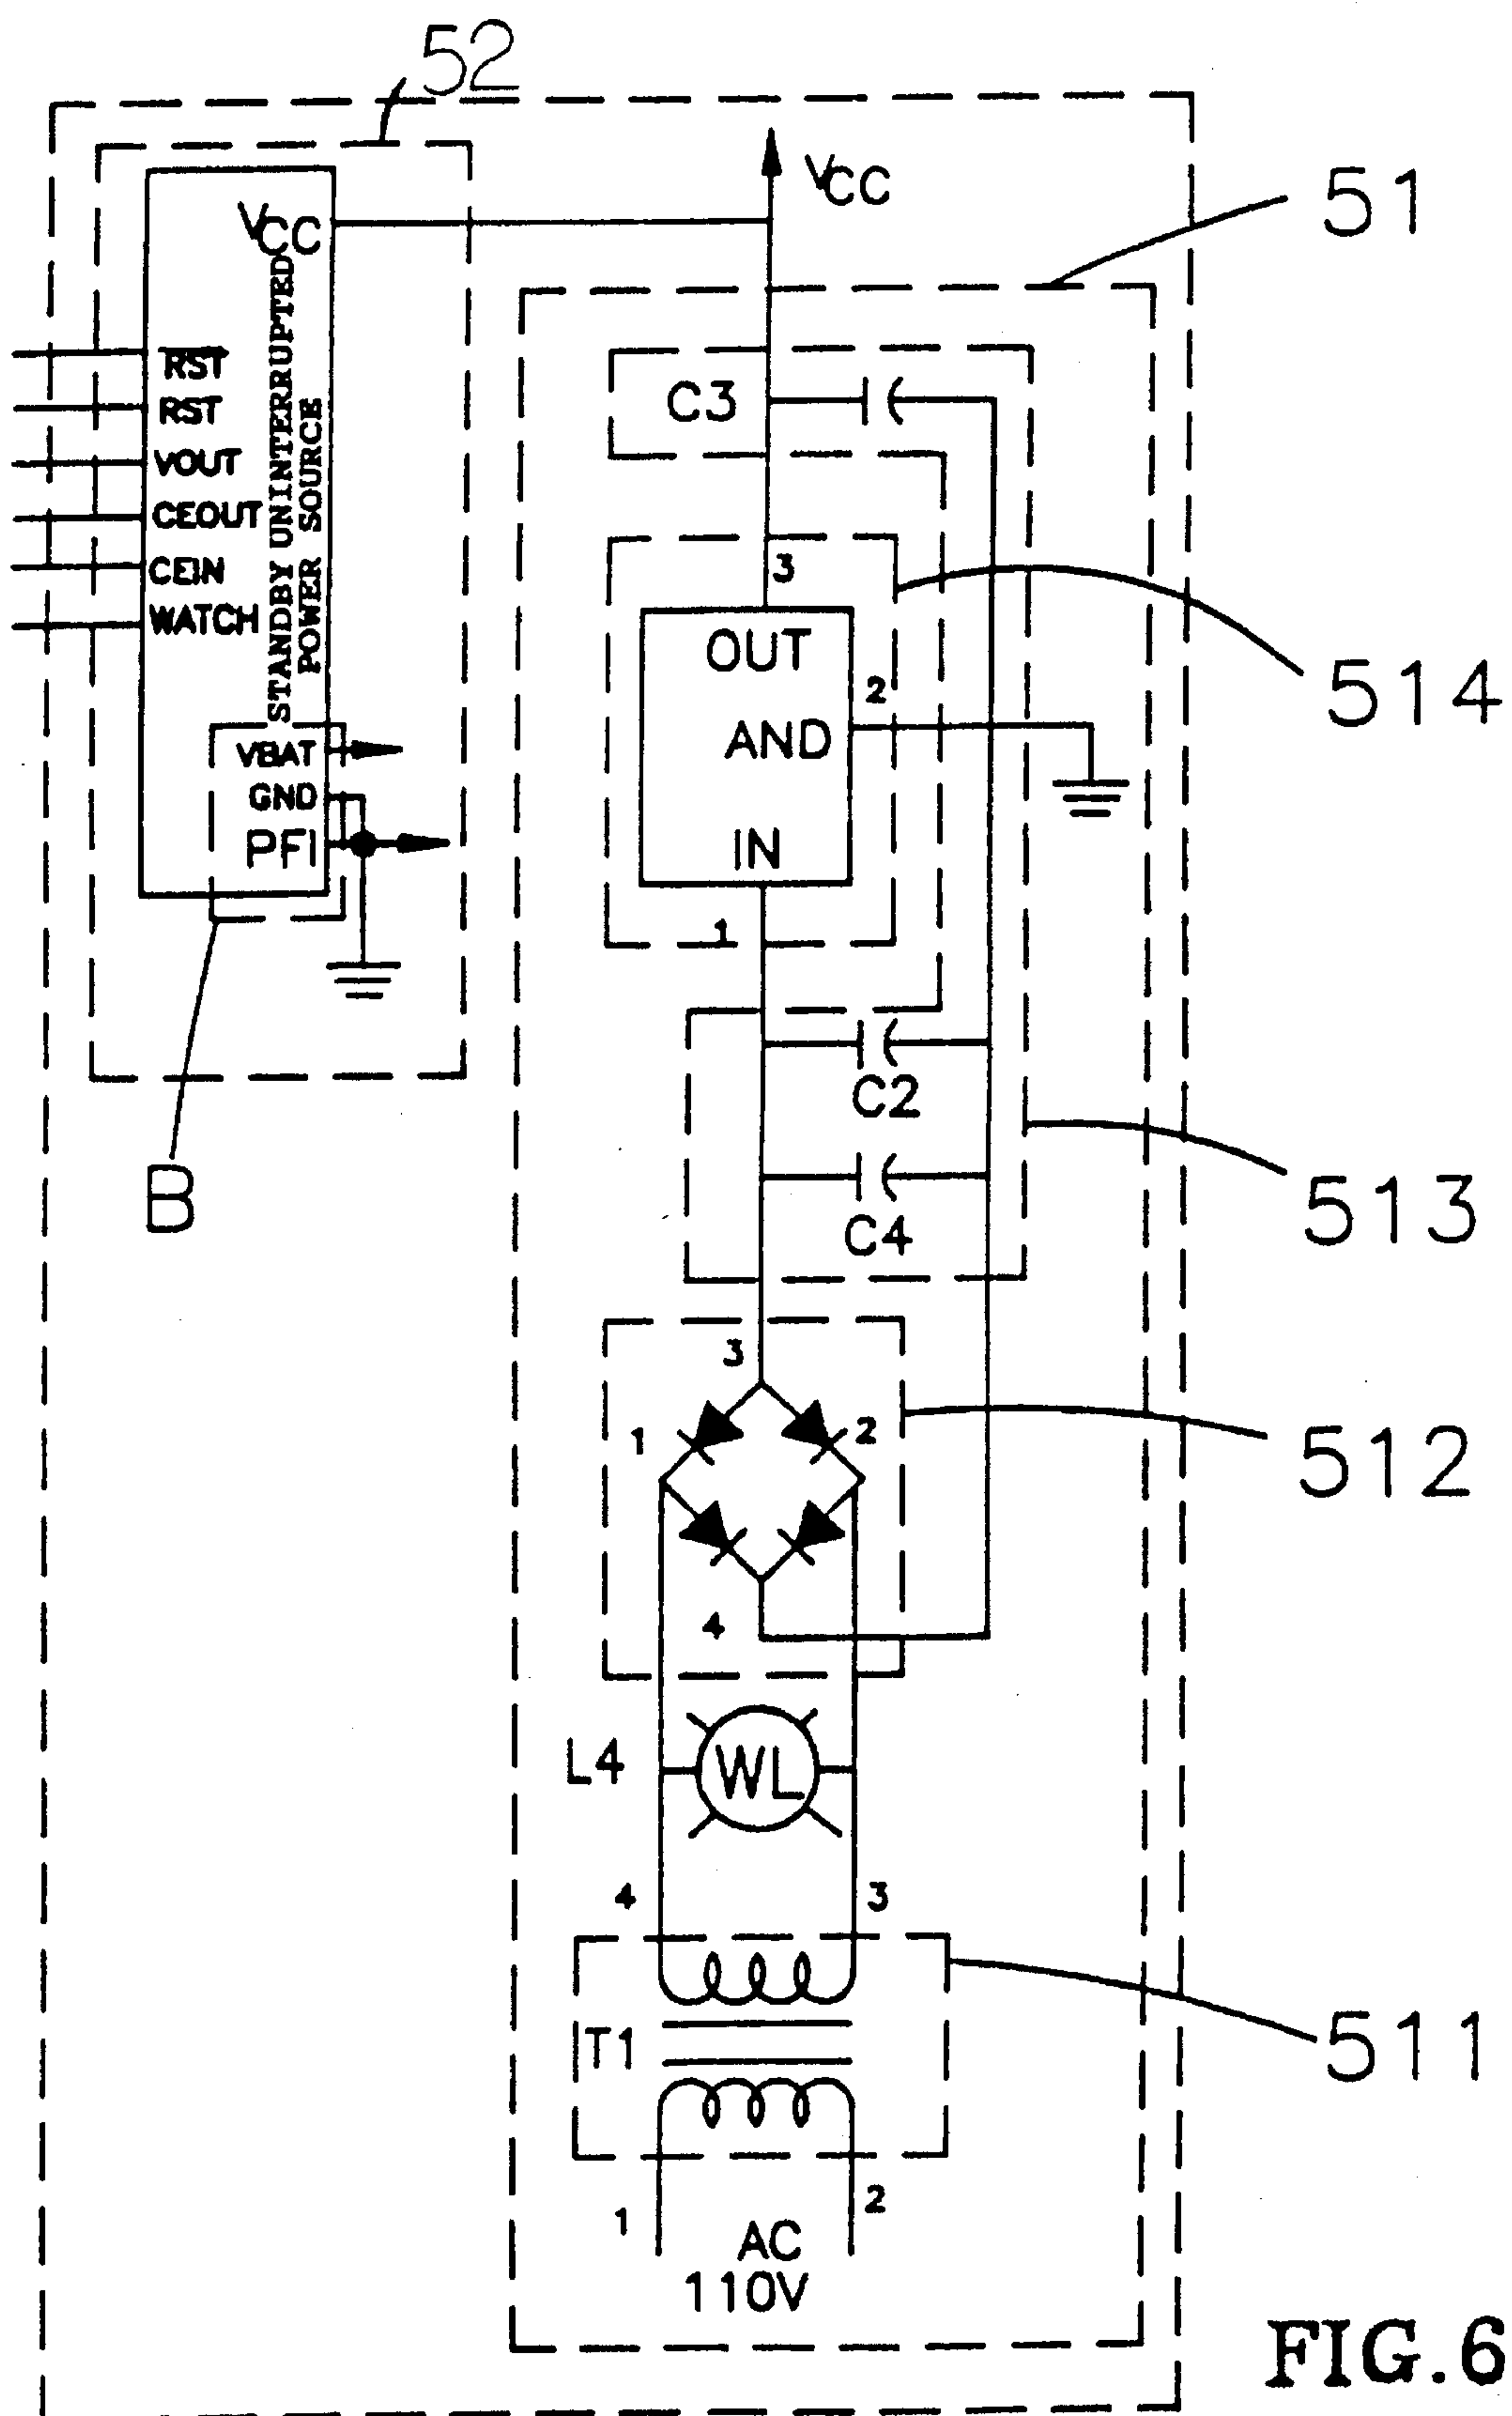 52
VCC
51
VCC
RST
RST
VOUT
CEOUT
CEIN
WATCH
STANDBY UNINTERRUPTED
POWER SOURCE
VBAT
GND
PFI
B
C3
3
OUT
2
AND
IN
1
514
C2
C4
513
3
1
2
4
512
L4
WL
4
3
T1
511
1
2
AC
110V
FIG.6